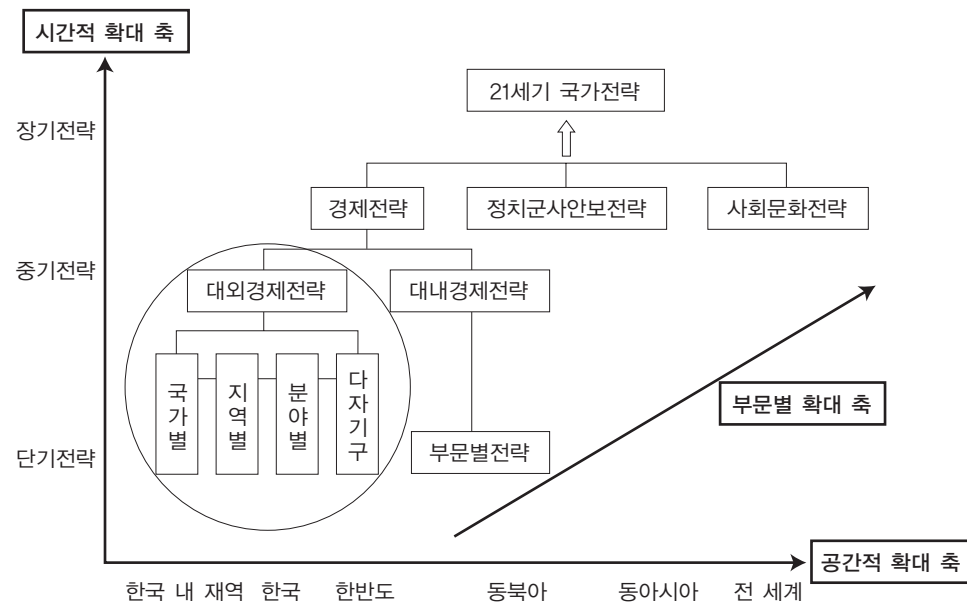 시간적 확대 축
21세기 국가전략
장기전략
경제전략
정치군사안보전략
사회문화전략
중기전략
대외경제전략
대내경제전략
국가별
지역별
분야별
다자기구
부문별 확대 축
단기전략
부문별전략
공간적 확대 축
한국 내 재역 한국 한반도 동북아 동아시아 전 세계